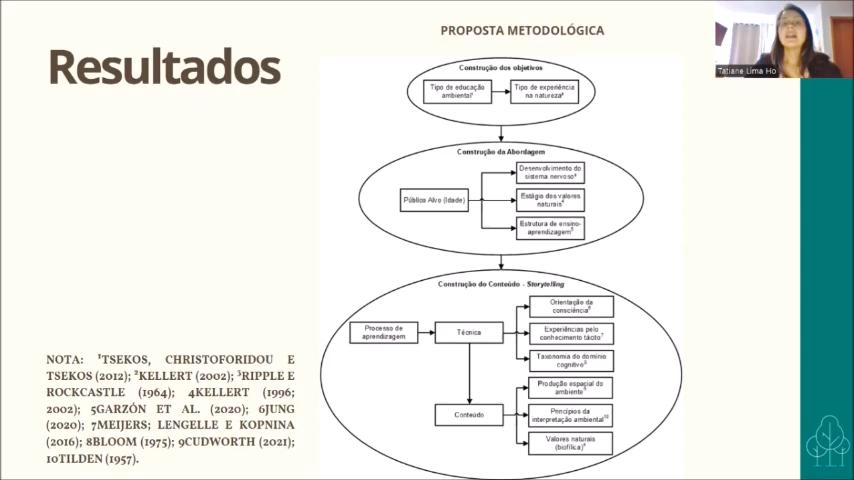 PROPOSTA METODOLÓGICA
Resultados
Tatiane Lima Ho
Construção dos objetivos
Tipo de educação
ambiental¹
Tipo de experiência
na natureza²
Construção da Abordagem
Público Alvo (Idade)
Desenvolvimento do
sistema nervoso³
Estágio dos valores
naturais⁴
Estrutura de ensino-
aprendizagem⁵
Construção do Conteúdo - Storytelling
Processo de
aprendizagem
Técnica
Orientação da
consciência⁶
Experiências pelo
conhecimento tácito⁷
Taxonomia do domínio
cognitivo⁸
Conteúdo
Produção espacial do
ambiente⁹
Princípios da
interpretação ambiental¹⁰
Valores naturais
(biofílica)⁴
NOTA: ¹TSEKOS, CHRISTOFORIDOU E
TSEKOS (2012); ²KELLERT (2002); ³RIPPLE E
ROCKCASTLE (1964); 4KELLERT (1996;
2002); 5GARZÓN ET AL. (2020); 6JUNG
(2020); 7MEIJERS; LENGELLE E KOPNINA
(2016); 8BLOOM (1975); 9CUDWORTH (2021);
10TILDEN (1957).